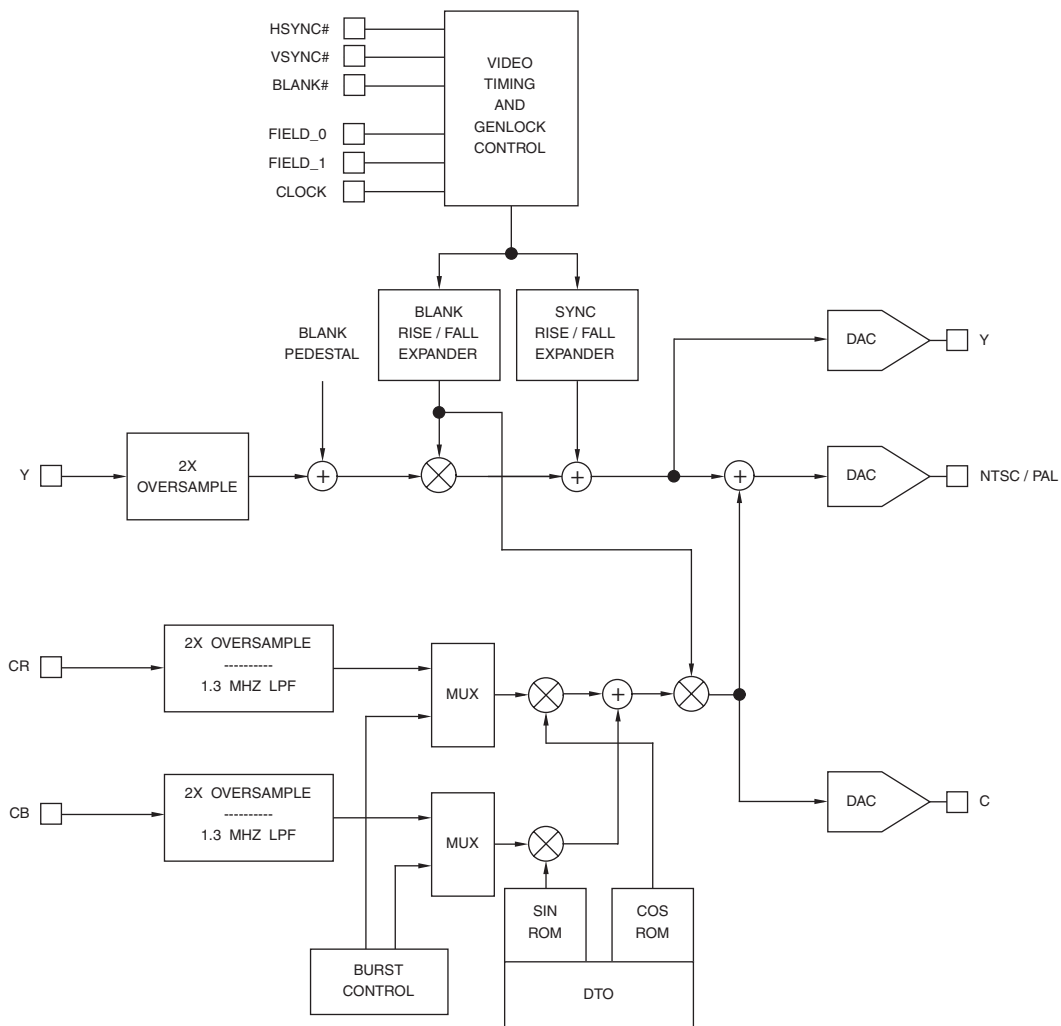 HSYNC#
VSYNC#
BLANK#
FIELD_0
FIELD_1
CLOCK
VIDEO
TIMING
AND
GENLOCK
CONTROL
BLANK
RISE / FALL
EXPANDER
SYNC
RISE / FALL
EXPANDER
BLANK
PEDESTAL
DAC
Y
Y
2X
OVERSAMPLE
+
+
+
DAC
NTSC / PAL
CR
2X OVERSAMPLE
----------
1.3 MHZ LPF
MUX
+
CB
2X OVERSAMPLE
----------
1.3 MHZ LPF
MUX
DAC
C
SIN
ROM
COS
ROM
BURST
CONTROL
DTO